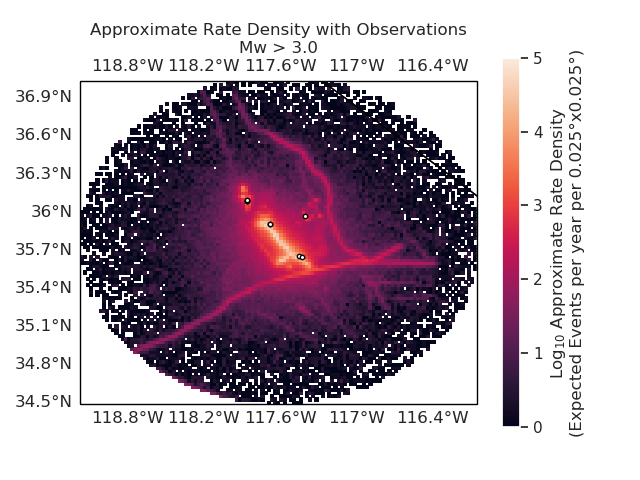 Approximate Rate Density with Observations
Mw > 3.0
118.8°W 118.2°W 117.6°W 117°W 116.4°W
36.9°N
36.6°N
36.3°N
36°N
35.7°N
35.4°N
35.1°N
34.8°N
34.5°N
118.8°W 118.2°W 117.6°W 117°W 116.4°W
5
4
3
2
1
0
Log₁₀ Approximate Rate Density
(Expected Events per year per 0.025°x0.025°)